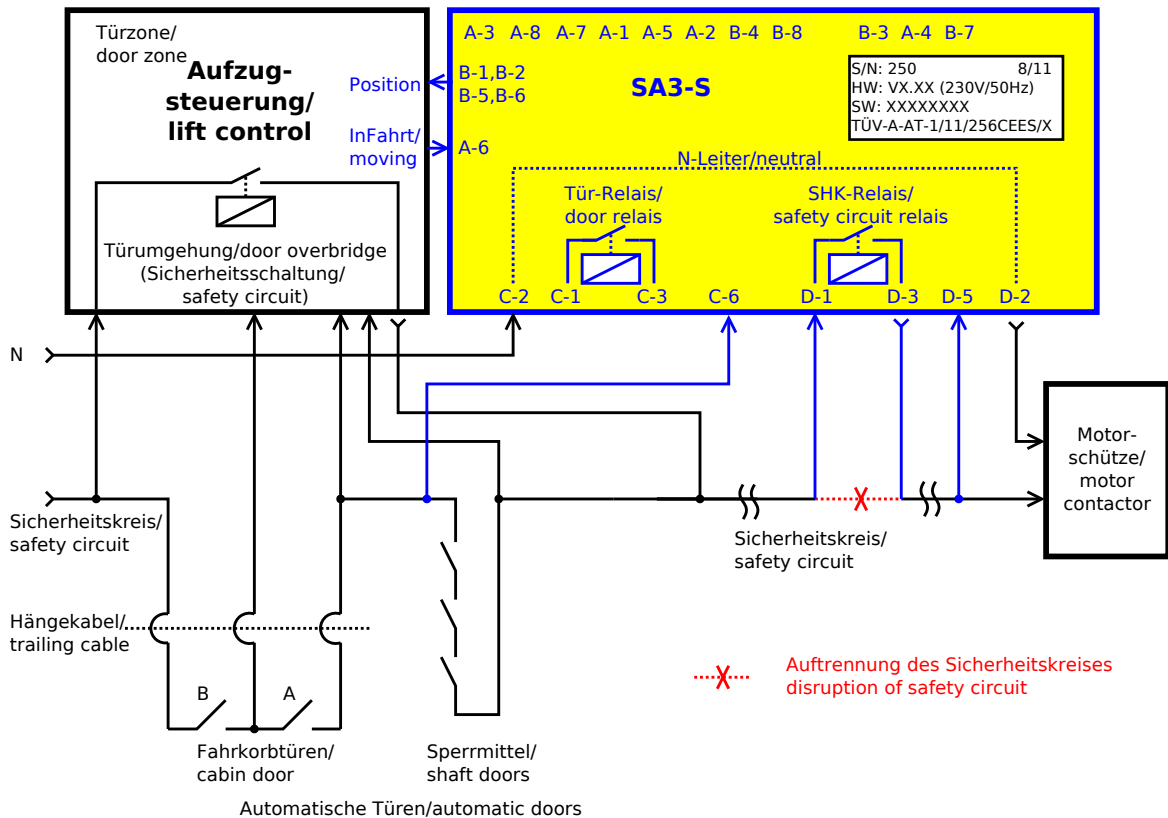 Türzone/
door zone
Aufzug-
steuerung/
lift control
Position
InFahrt/
moving
Türumgehung/door overbridge
(Sicherheitsschaltung/
safety circuit)
A-3 A-8 A-7 A-1 A-5 A-2 B-4 B-8 B-3 A-4 B-7
B-1,B-2
B-5,B-6
SA3-S
S/N: 250 8/11
HW: VX.XX (230V/50Hz)
SW: XXXXXXXX
TÜV-A-AT-1/11/256CEES/X
A-6
N-Leiter/neutral
Tür-Relais/
door relais
SHK-Relais/
safety circuit relais
C-2 C-1 C-3 C-6 D-1 D-3 D-5 D-2
N
Motor-
schütze/
motor
contactor
Sicherheitskreis/
safety circuit
Sicherheitskreis/
safety circuit
Hängekabel/
trailing cable
Auftrennung des Sicherheitskreises
disruption of safety circuit
B A
Fahrkorbtüren/
cabin door
Sperrmittel/
shaft doors
Automatische Türen/automatic doors